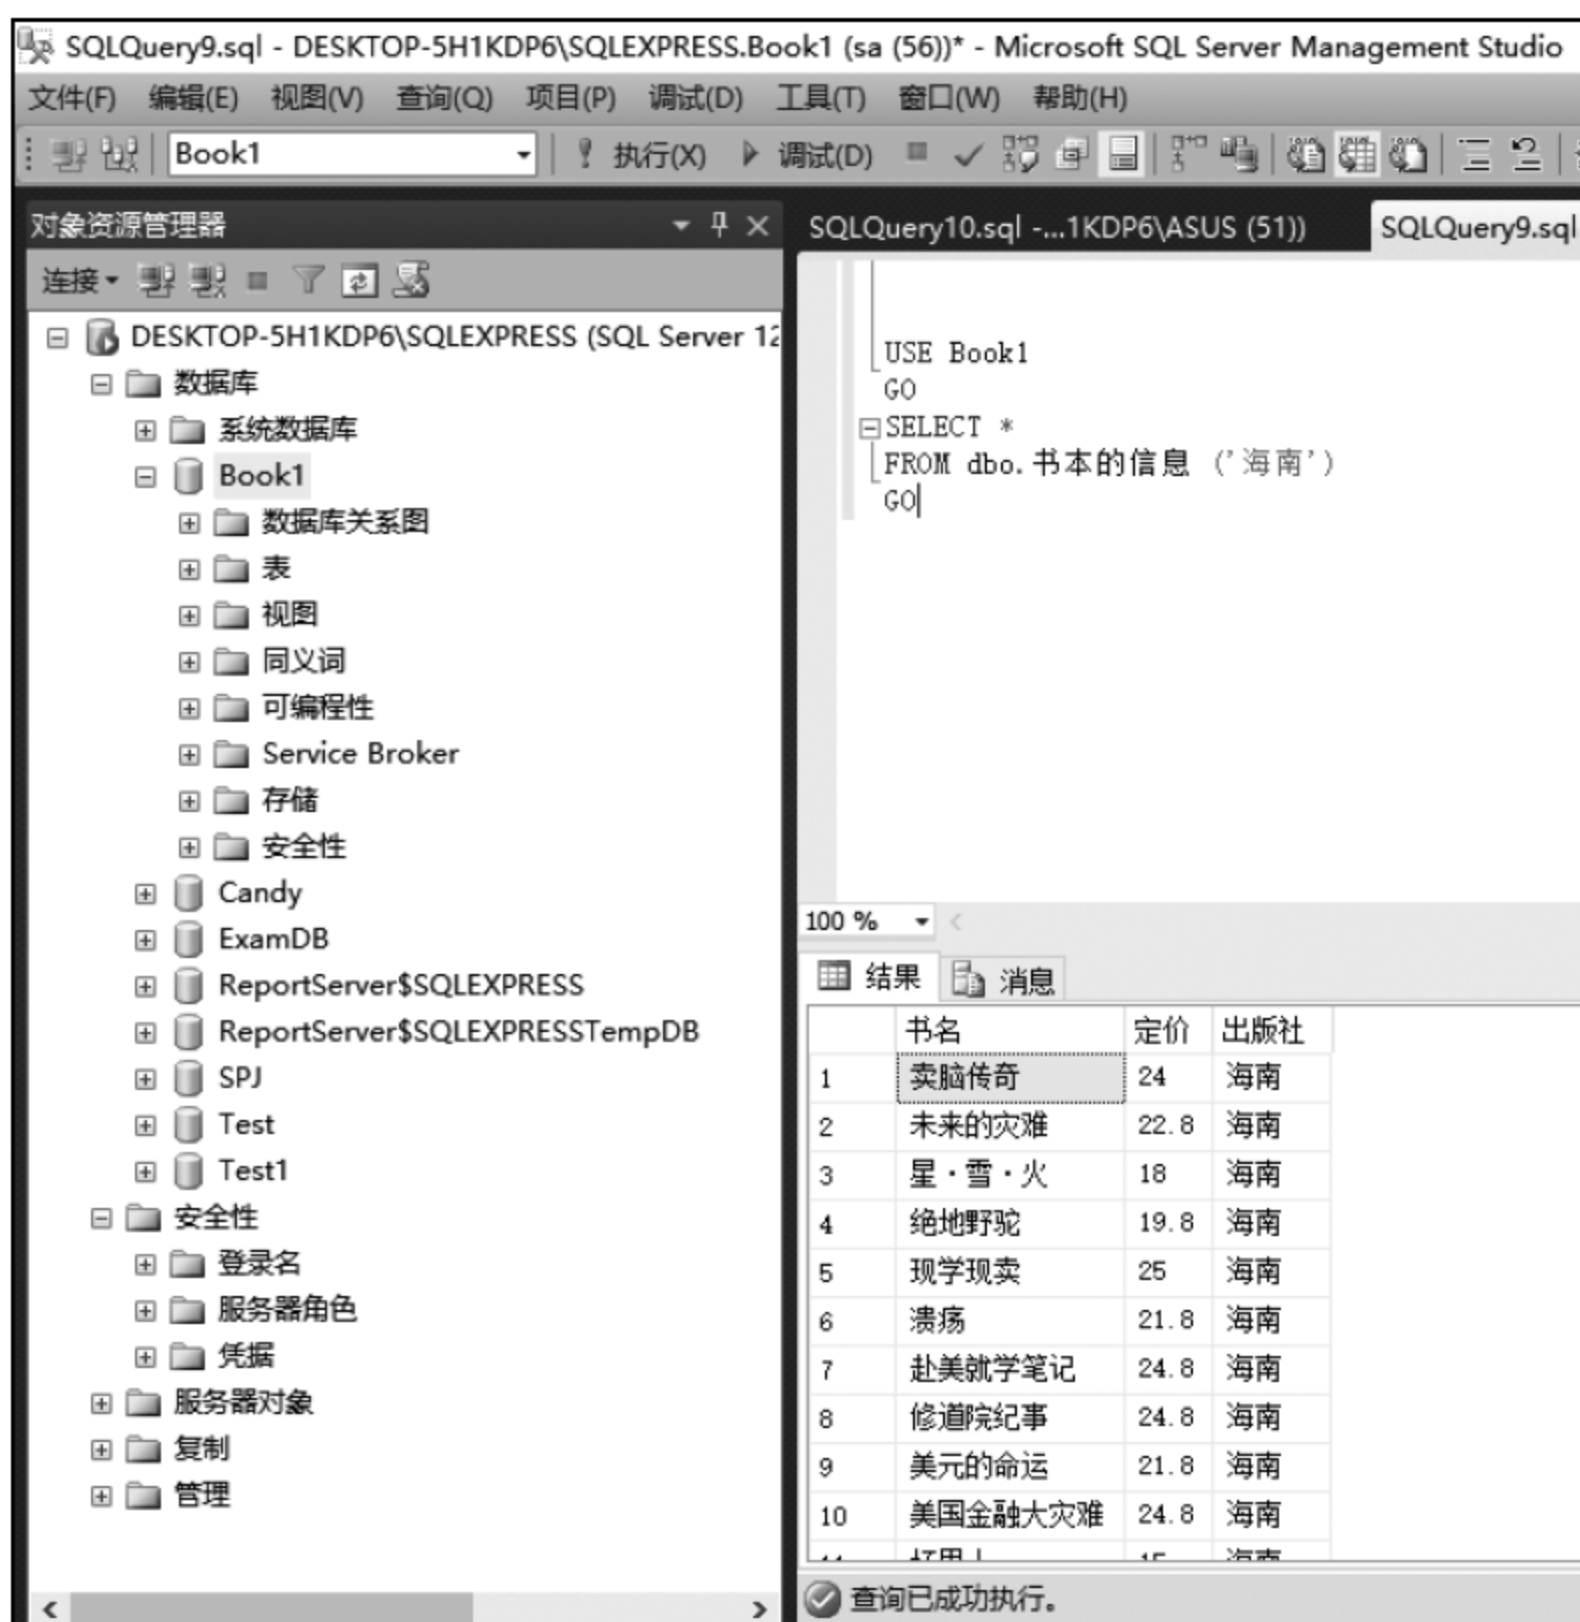 SQLQuery9.sql - DESKTOP-5H1KDP6\SQLEXPRESS.Book1 (sa (56))* - Microsoft SQL Server Management Studio
文件(F) 编辑(E) 视图(V) 查询(Q) 项目(P) 调试(D) 工具(T) 窗口(W) 帮助(H)
Book1 执行(X) 调试(D)
对象资源管理器
连接
DESKTOP-5H1KDP6\SQLEXPRESS (SQL Server 12
数据库
系统数据库
Book1
数据库关系图
表
视图
同义词
可编程性
Service Broker
存储
安全性
Candy
ExamDB
ReportServer$SQLEXPRESS
ReportServer$SQLEXPRESSTempDB
SPJ
Test
Test1
安全性
登录名
服务器角色
凭据
服务器对象
复制
管理
SQLQuery10.sql -...1KDP6\ASUS (51)) SQLQuery9.sql
USE Book1
GO
SELECT *
FROM dbo.书本的信息 ('海南')
GO
100 %
结果 消息
书名 定价 出版社
1 卖脑传奇 24 海南
2 未来的灾难 22.8 海南
3 星·雪·火 18 海南
4 绝地野驼 19.8 海南
5 现学现卖 25 海南
6 溃疡 21.8 海南
7 赴美就学笔记 24.8 海南
8 修道院纪事 24.8 海南
9 美元的命运 21.8 海南
10 美国金融大灾难 24.8 海南
查询已成功执行。